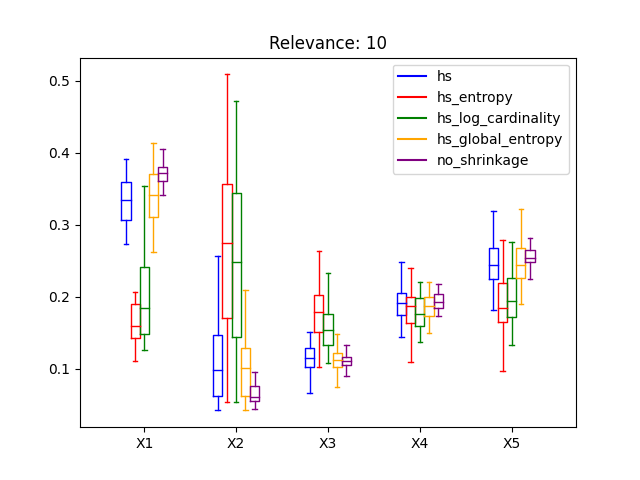 Relevance: 10
0.5
0.4
0.3
0.2
0.1
hs
hs_entropy
hs_log_cardinality
hs_global_entropy
no_shrinkage
X1 X2 X3 X4 X5